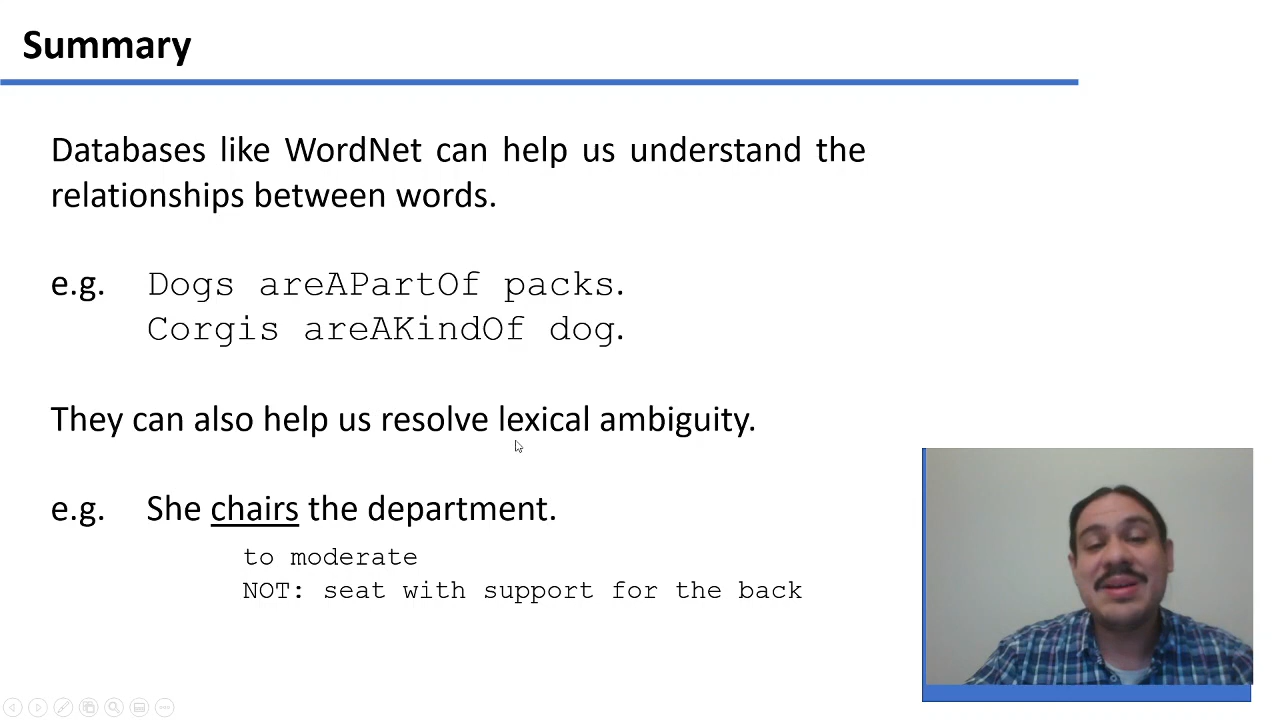 Summary
Databases like WordNet can help us understand the
relationships between words.
e.g. Dogs areAPartOf packs.
Corgis areAKindOf dog.
They can also help us resolve lexical ambiguity.
e.g. She chairs the department.
to moderate
NOT: seat with support for the back